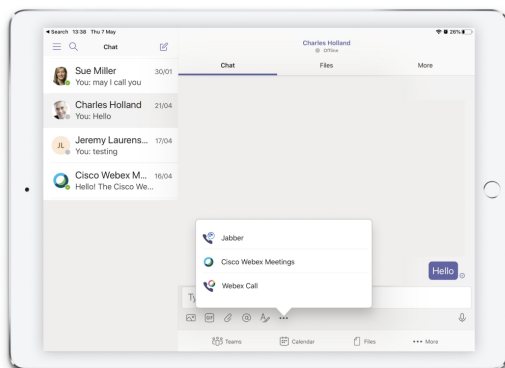 Search 13:38 Thu 7 May
26%
Chat
Charles Holland
Offline
Chat Files More
Sue Miller 30/01
You: may I call you
Charles Holland 21/04
You: Hello
JL
Jeremy Laurens... 17/04
You: testing
Cisco Webex M... 16/04
Hello! The Cisco We...
Hello
Jabber
Cisco Webex Meetings
Webex Call
Ty
GIF
Teams Calendar Files More